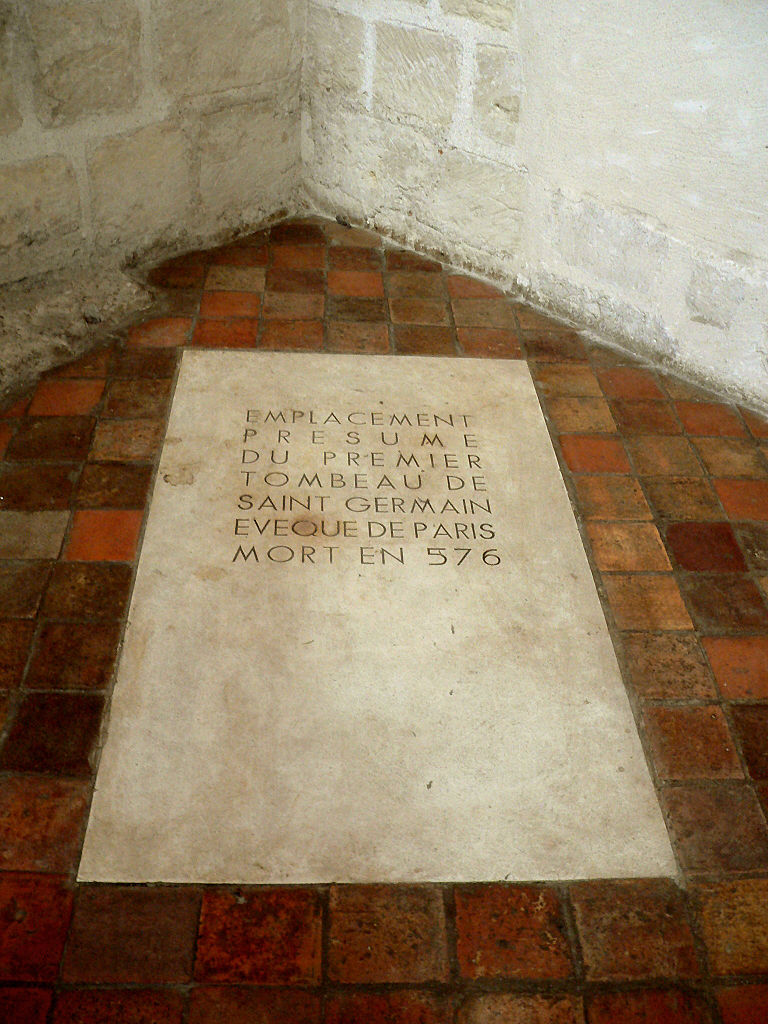 EMPLACEMENT
PRESUME
DU PREMIER
TOMBEAU DE
SAINT GERMAIN
EVEQUE DE PARIS
MORT EN 576